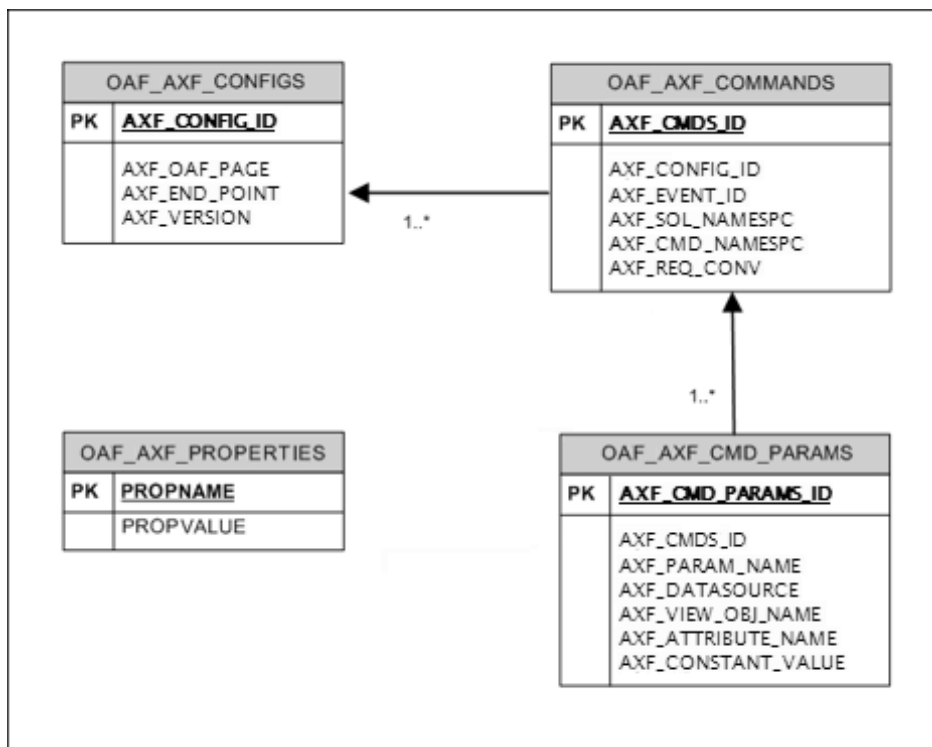 OAF_AXF_CONFIGS
PK AXF_CONFIG_ID
AXF_OAF_PAGE
AXF_END_POINT
AXF_VERSION
1..*
OAF_AXF_COMMANDS
PK AXF_CMDS_ID
AXF_CONFIG_ID
AXF_EVENT_ID
AXF_SOL_NAMESPC
AXF_CMD_NAMESPC
AXF_REQ_CONV
1..*
OAF_AXF_PROPERTIES
PK PROPNAME
PROPVALUE
OAF_AXF_CMD_PARAMS
PK AXF_CMD_PARAMS_ID
AXF_CMDS_ID
AXF_PARAM_NAME
AXF_DATASOURCE
AXF_VIEW_OBJ_NAME
AXF_ATTRIBUTE_NAME
AXF_CONSTANT_VALUE